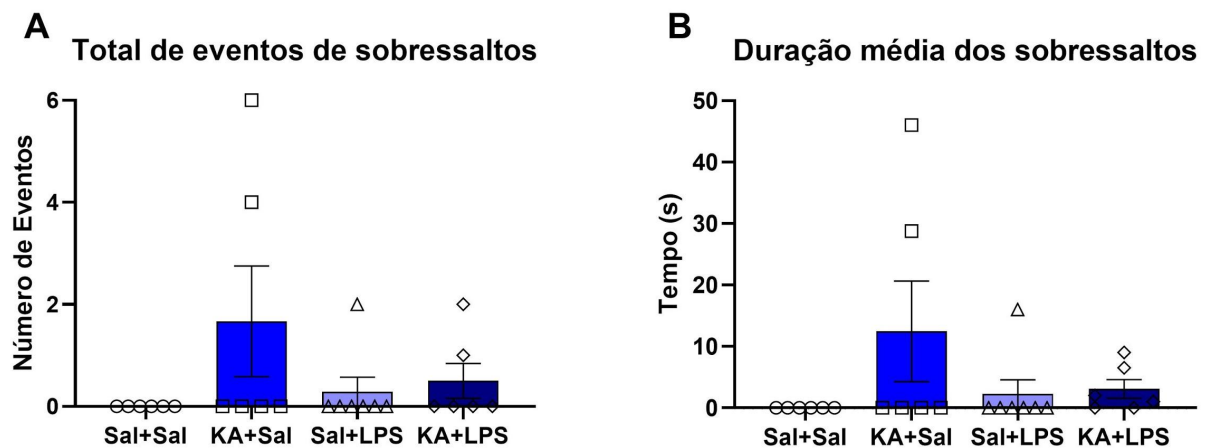 A
Total de eventos de sobressaltos
Número de Eventos
6
4
2
0
Sal+Sal KA+Sal Sal+LPS KA+LPS
B
Duração média dos sobressaltos
Tempo (s)
50
40
30
20
10
0
Sal+Sal KA+Sal Sal+LPS KA+LPS